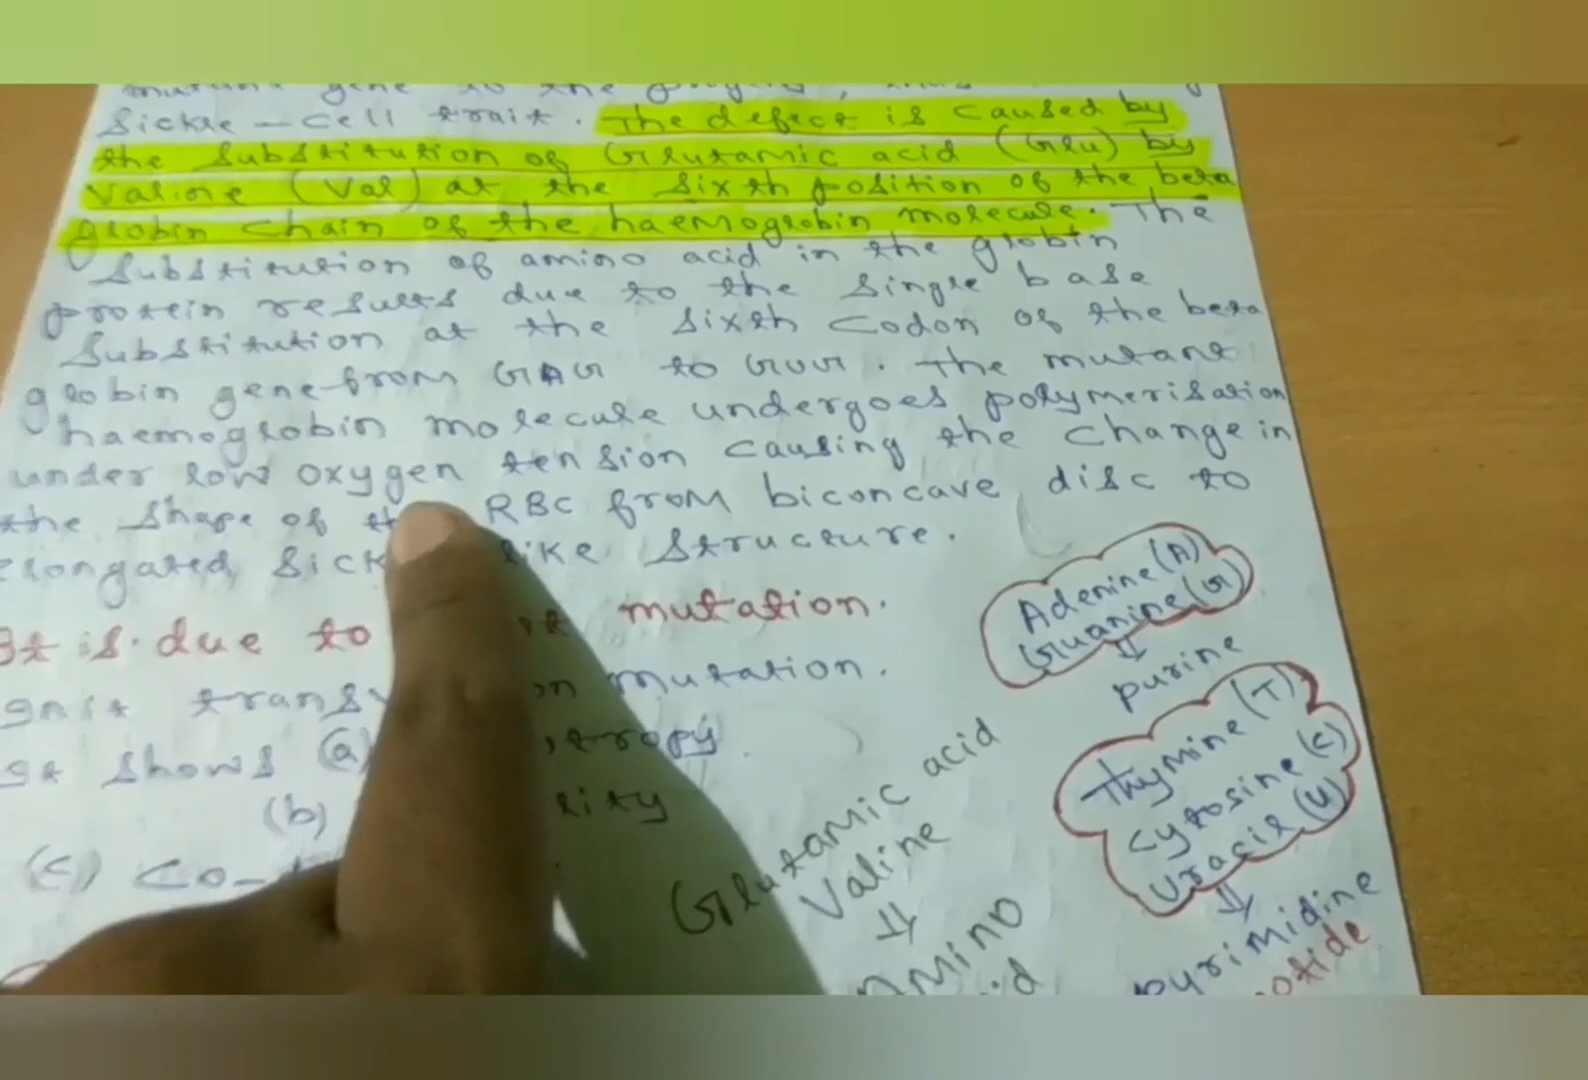 Sickle-Cell trait. The defect is caused by
the Substitution of Glutamic acid (Glu) by
Valine (Val) at the Sixth position of the beta
globin Chain of the haemoglobin molecule. The
Substitution of amino acid in the globin
protein results due to the Single base
Substitution at the Sixth Codon of the beta
globin gene from GAG to GUG. The mutant
haemoglobin molecule undergoes polymerisation
under low oxygen tension causing the change in
the Shape of RBC from biconcave disc to
elongated like Structure.
It is due to mutation.
mutation.
It shows (a)
(b)
(c)
Adenine (A)
Guanine (G)
⇓
purine
Thymine (T)
Cytosine (C)
Uracil (U)
⇓
pyrimidine
Glutamic acid
Valine
⇓
Amino